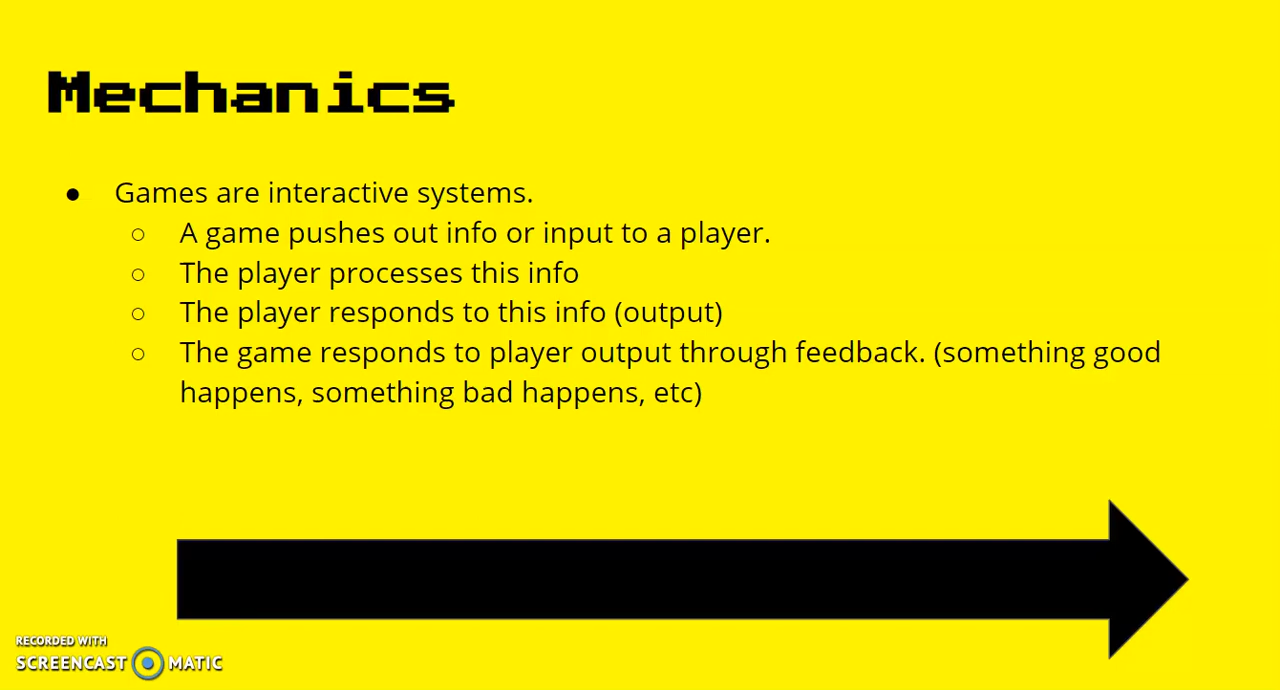 Mechanics
● Games are interactive systems.
○ A game pushes out info or input to a player.
○ The player processes this info
○ The player responds to this info (output)
○ The game responds to player output through feedback. (something good
happens, something bad happens, etc)
RECORDED WITH
SCREENCAST MATIC